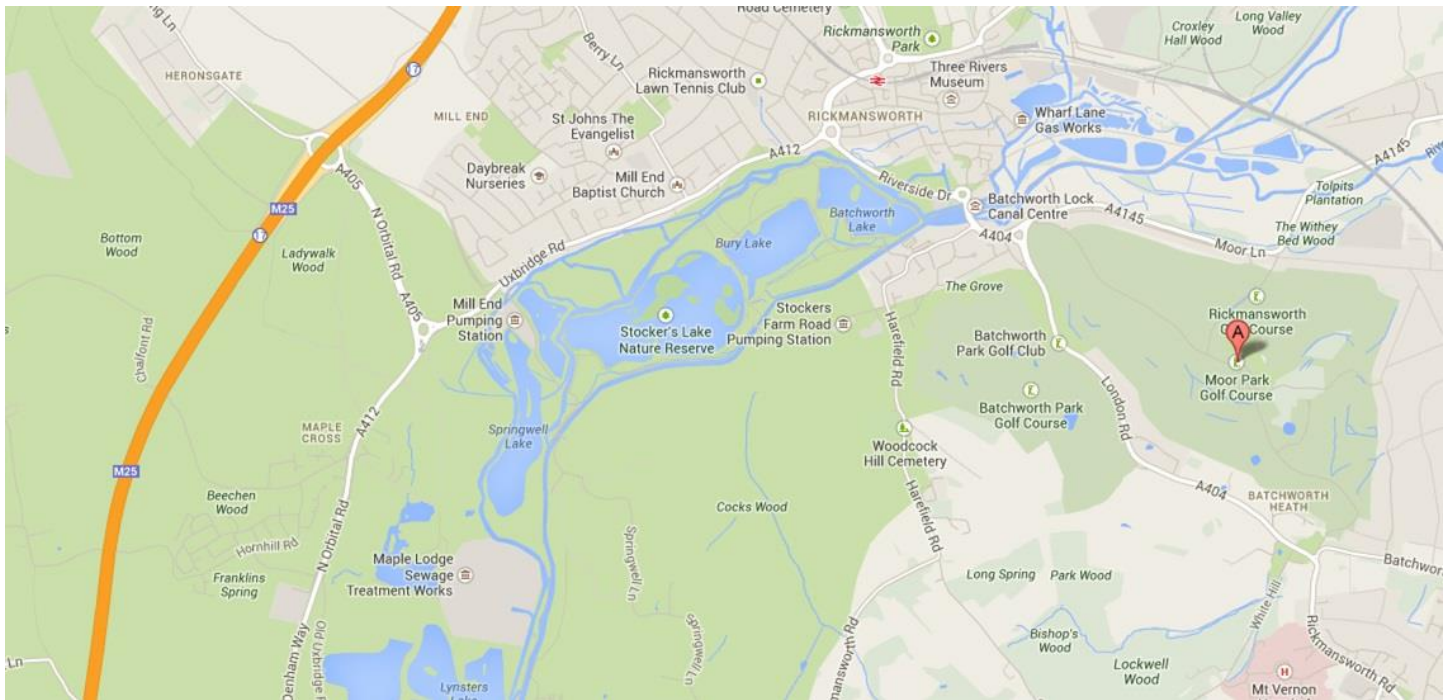 Road Cemetery
Long Valley
Wood
Rickmansworth
Park
Croxley
Hall Wood
Berry Ln
17
HERONSGATE
Rickmansworth
Lawn Tennis Club
Three Rivers
Museum
MILL END
St Johns The
Evangelist
RICKMANSWORTH
Wharf Lane
Gas Works
A412
A4145
A405
Daybreak
Nurseries
Mill End
Baptist Church
Riverside Dr
Tolpits
Plantation
Batchworth Lock
Canal Centre
M25
N Orbital Rd
Batchworth
Lake
A4145
A404
The Withey
Bed Wood
Bottom
Wood
17
Ladywalk
Wood
Bury Lake
Moor Ln
Uxbridge Rd
A405
The Grove
Mill End
Pumping
Station
Stocker's Lake
Nature Reserve
Stockers
Farm Road
Pumping Station
Harefield Rd
Batchworth
Park Golf Club
Rickmansworth
Golf Course
A
Chalfont Rd
Moor Park
Golf Course
London Rd
Batchworth Park
Golf Course
A412
MAPLE
CROSS
Springwell
Lake
Woodcock
Hill Cemetery
M25
Beechen
Wood
N Orbital Rd
Cocks Wood
Harefield Rd
A404
BATCHWORTH
HEATH
Hornhill Rd
Springwell Ln
Maple Lodge
Sewage
Treatment Works
Franklins
Spring
Long Spring
Park Wood
White Hill
Springwell Ln
Denham Way
Old Uxbridge
Bishop's
Wood
Lockwell
Wood
Rickmansworth Rd
H
Mt Vernon
Lynsters